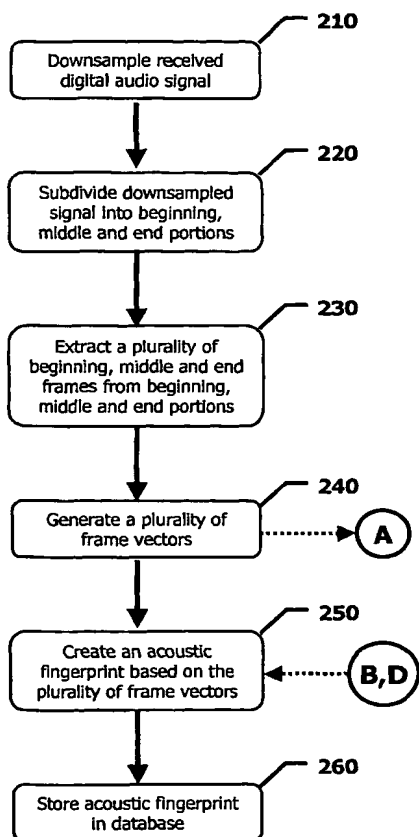 210
Downsample received
digital audio signal
220
Subdivide downsampled
signal into beginning,
middle and end portions
230
Extract a plurality of
beginning, middle and end
frames from beginning,
middle and end portions
240
Generate a plurality of
frame vectors
A
250
Create an acoustic
fingerprint based on the
plurality of frame vectors
B,D
260
Store acoustic fingerprint
in database